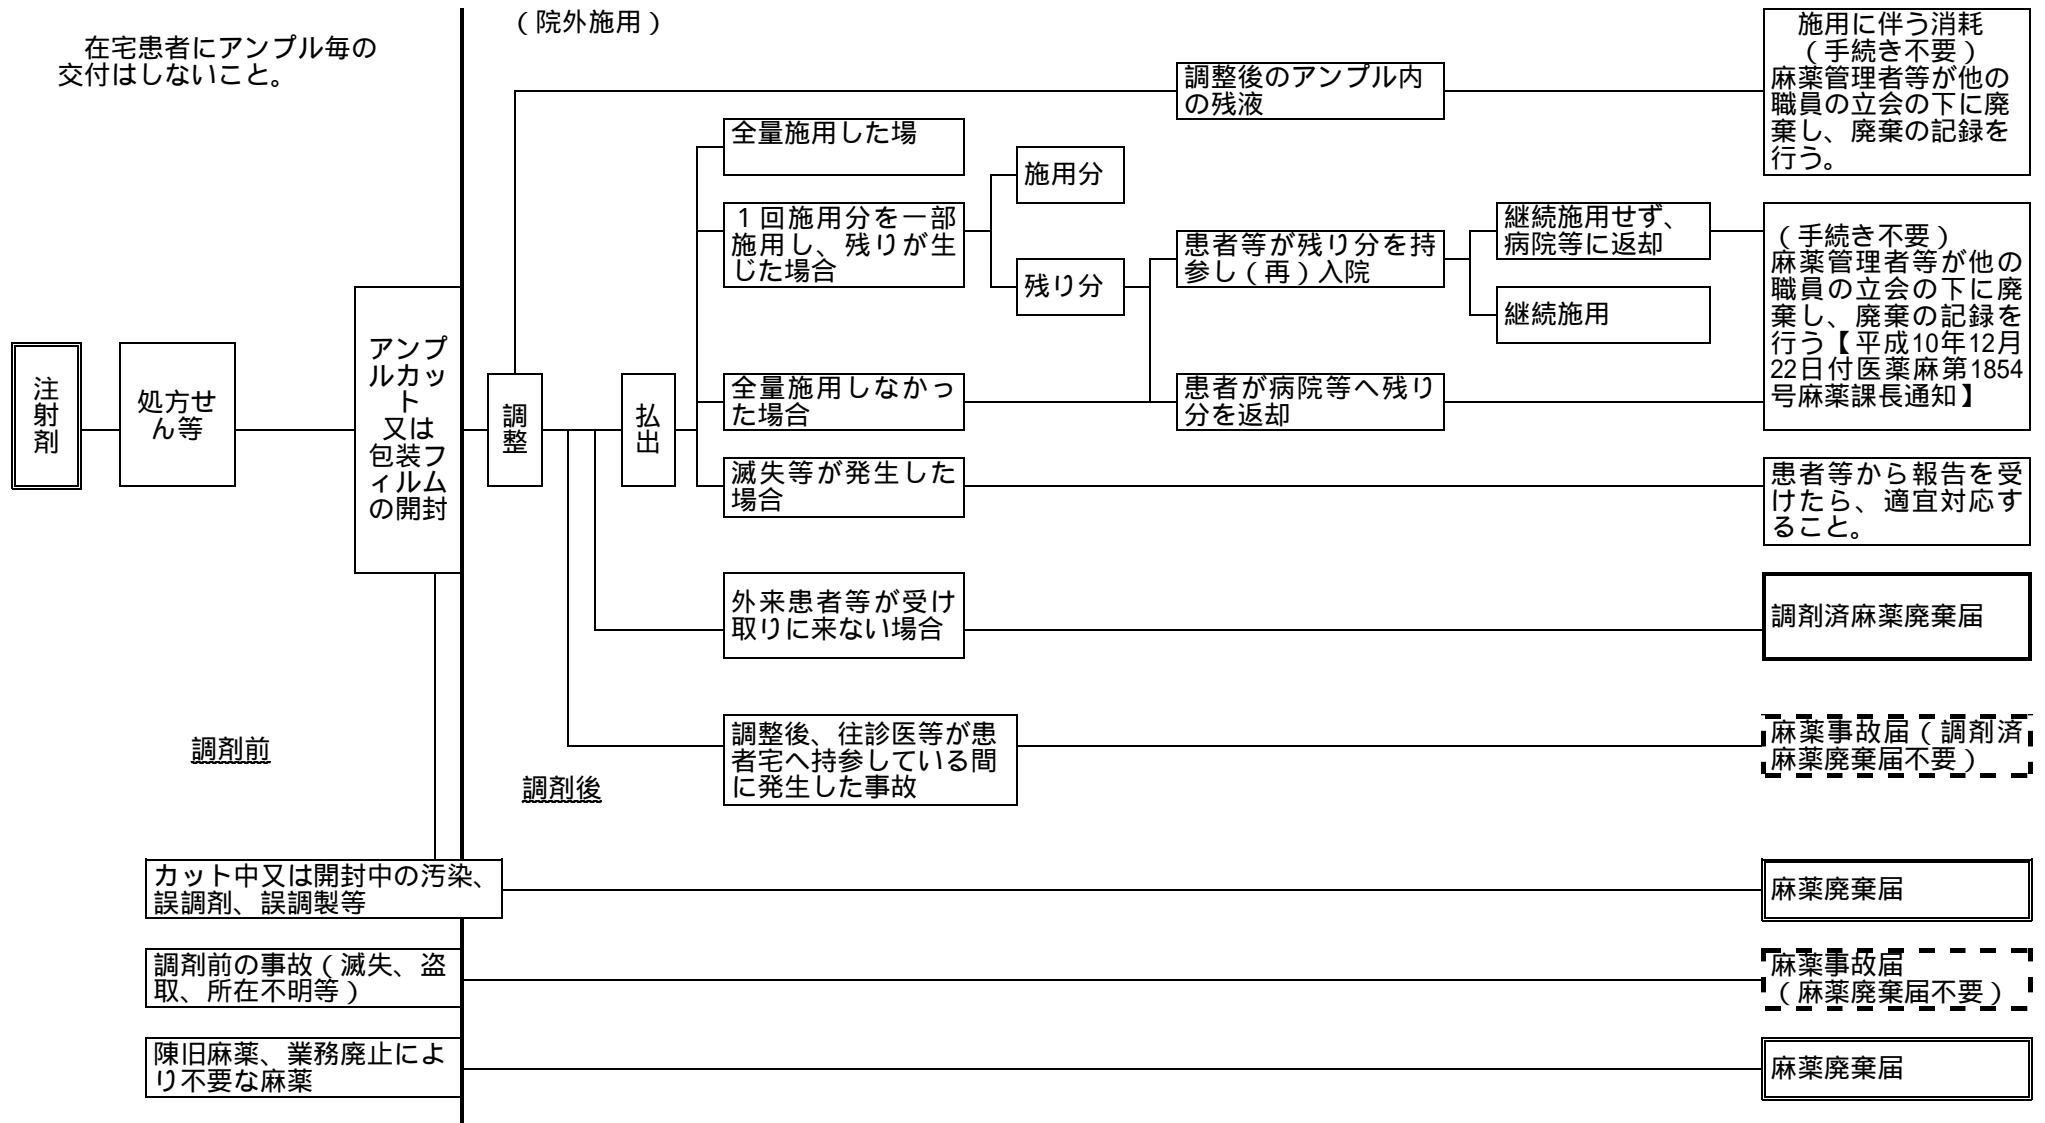 在宅患者にアンプル毎の
交付はしないこと。
（院外施用）
注射剤
処方せ
ん等
アンプ
ルカッ
ト
又は
包装フ
ィルム
の開封
調整
払出
調整後のアンプル内
の残液
施用に伴う消耗
（手続き不要）
麻薬管理者等が他の
職員の立会の下に廃
棄し、廃棄の記録を
行う。
全量施用した場
１回施用分を一部
施用し、残りが生
じた場合
施用分
残り分
患者等が残り分を持
参し（再）入院
継続施用せず、
病院等に返却
継続施用
（手続き不要）
麻薬管理者等が他の
職員の立会の下に廃
棄し、廃棄の記録を
行う【平成10年12月
22日付医薬麻第1854
号麻薬課長通知】
全量施用しなかっ
た場合
患者が病院等へ残り
分を返却
滅失等が発生した
場合
患者等から報告を受
けたら、適宜対応す
ること。
外来患者等が受け
取りに来ない場合
調剤済麻薬廃棄届
調剤前
調剤後
調整後、往診医等が患
者宅へ持参している間
に発生した事故
麻薬事故届（調剤済
麻薬廃棄届不要）
カット中又は開封中の汚染、
誤調剤、誤調製等
麻薬廃棄届
調剤前の事故（滅失、盗
取、所在不明等）
麻薬事故届
（麻薬廃棄届不要）
陳旧麻薬、業務廃止によ
り不要な麻薬
麻薬廃棄届